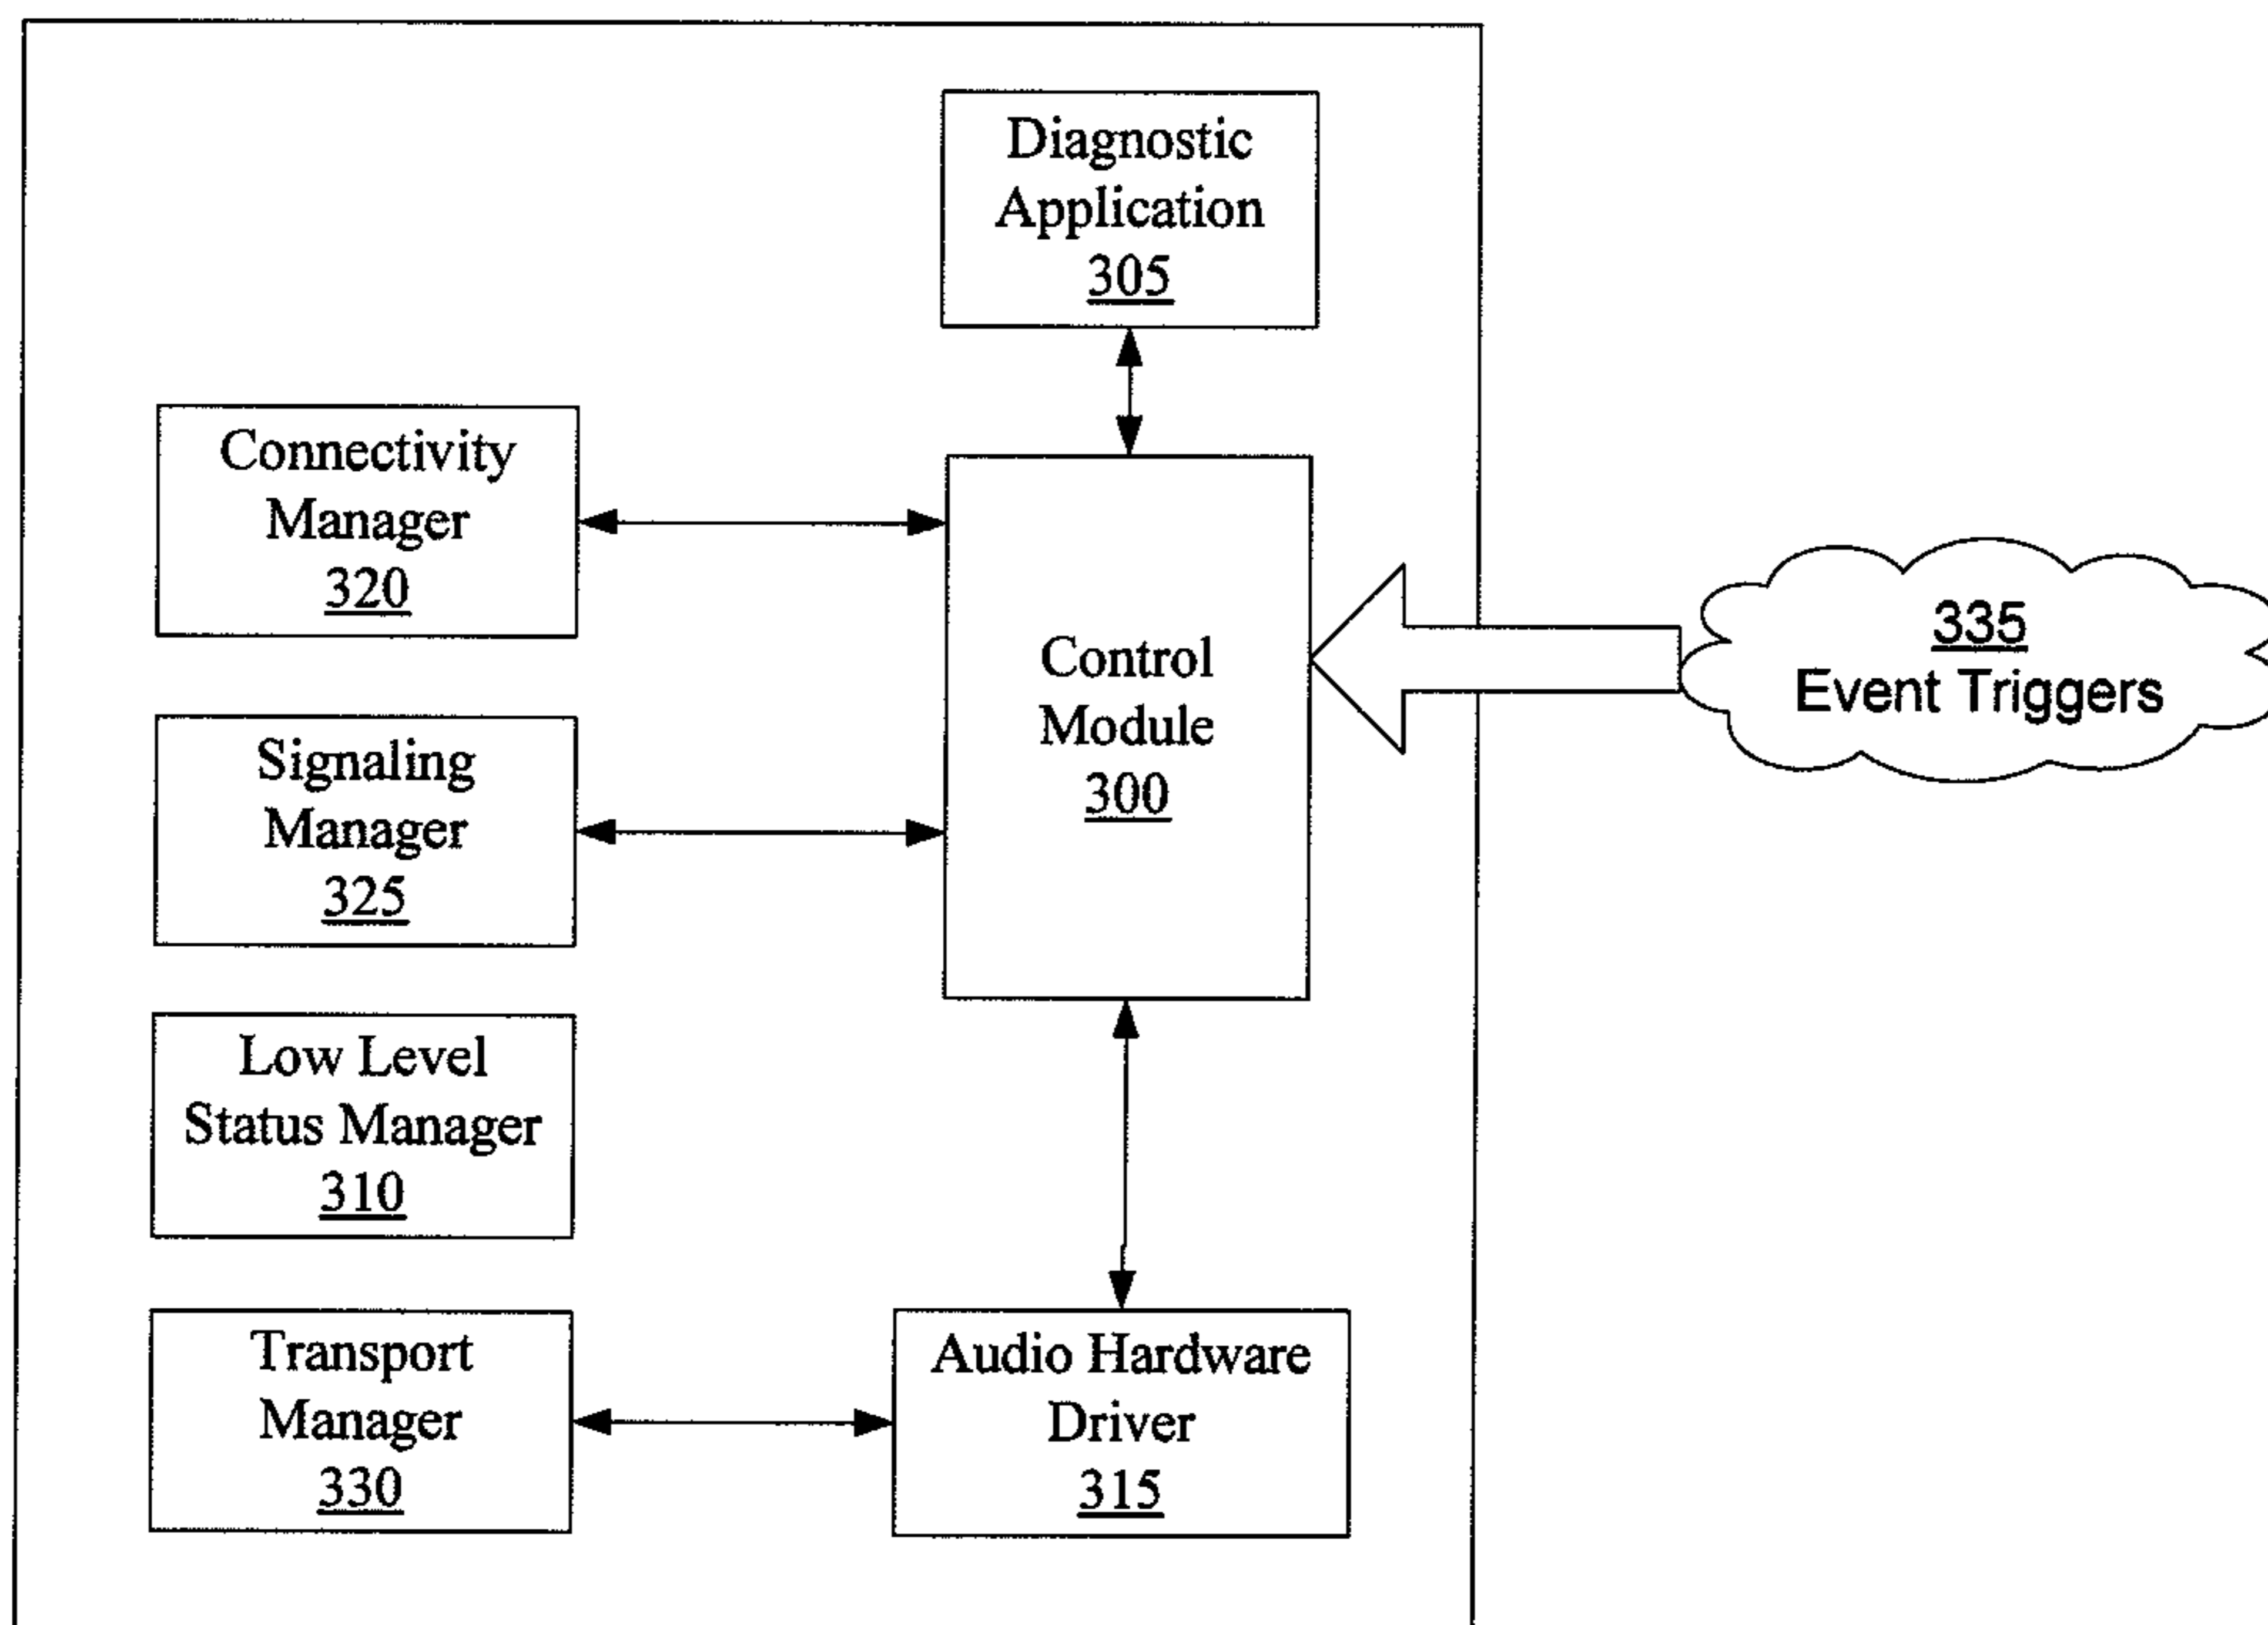 Diagnostic
Application
305
Connectivity
Manager
320
Control
Module
300
335
Event Triggers
Signaling
Manager
325
Low Level
Status Manager
310
Transport
Manager
330
Audio Hardware
Driver
315